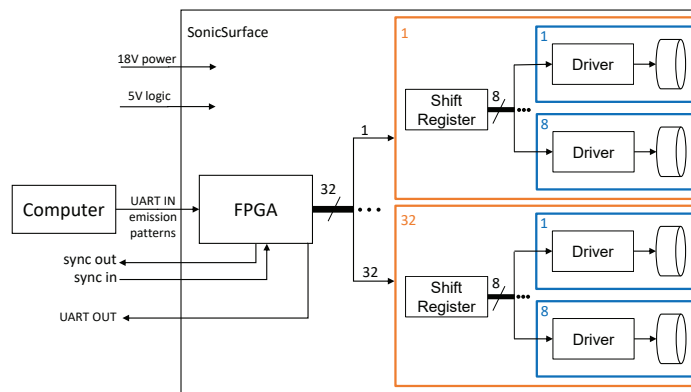 SonicSurface
18V power
5V logic
Computer
UART IN
emission
patterns
FPGA
sync out
sync in
UART OUT
32
1
32
1
Shift
Register
8
1
Driver
8
Driver
32
Shift
Register
8
1
Driver
8
Driver